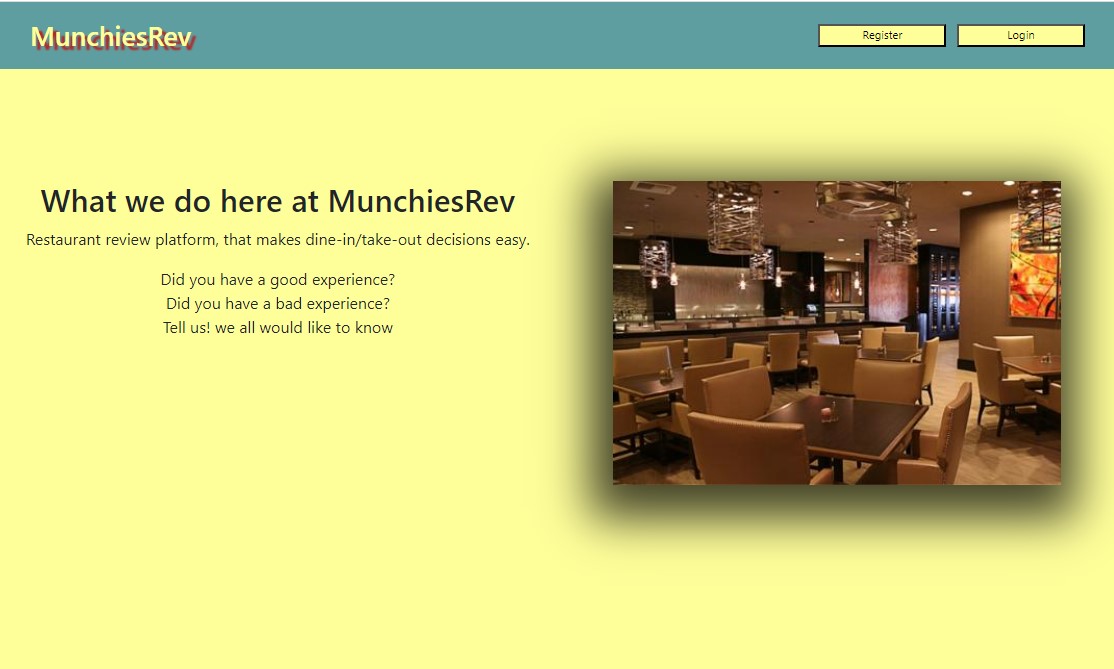 MunchiesRev
Register
Login
What we do here at MunchiesRev
Restaurant review platform, that makes dine-in/take-out decisions easy.
Did you have a good experience?
Did you have a bad experience?
Tell us! we all would like to know